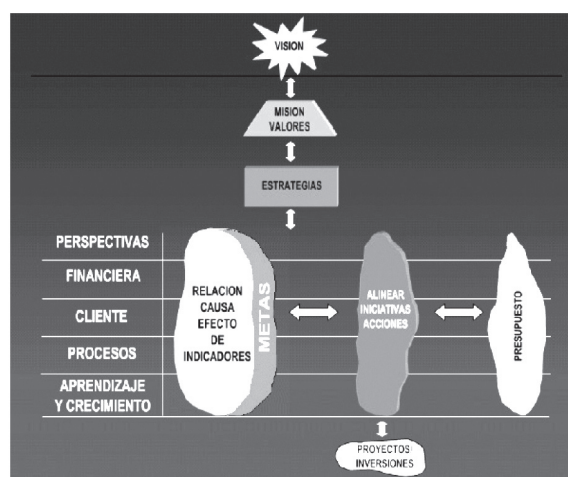 VISION
MISION
VALORES
ESTRATEGIAS
PERSPECTIVAS
FINANCIERA
CLIENTE
PROCESOS
APRENDIZAJE
Y CRECIMIENTO
RELACION
CAUSA
EFECTO
DE
INDICADORES
METAS
ALINEAR
INICIATIVAS
ACCIONES
PRESUPUESTO
PROYECTOS
INVERSIONES